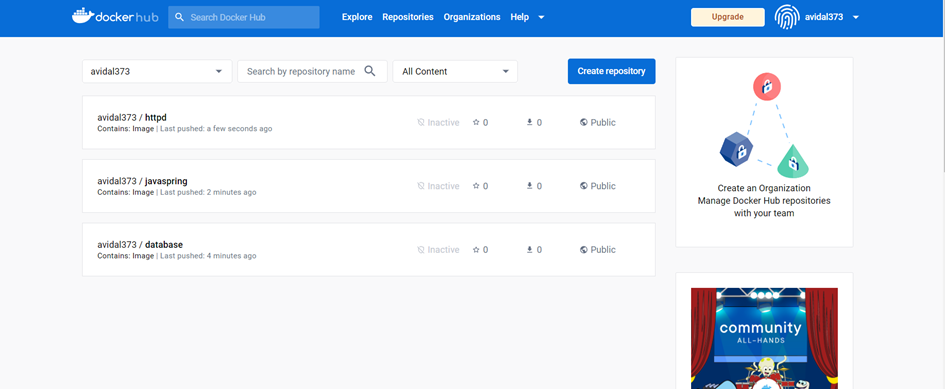 docker hub
Search Docker Hub
Explore
Repositories
Organizations
Help
Upgrade
avidal373
avidal373
Search by repository name
All Content
Create repository
avidal373 / httpd
Contains: Image | Last pushed: a few seconds ago
Inactive
0
0
Public
avidal373 / javaspring
Contains: Image | Last pushed: 2 minutes ago
Inactive
0
0
Public
avidal373 / database
Contains: Image | Last pushed: 4 minutes ago
Inactive
0
0
Public
Create an Organization
Manage Docker Hub repositories
with your team
community
ALL-HANDS